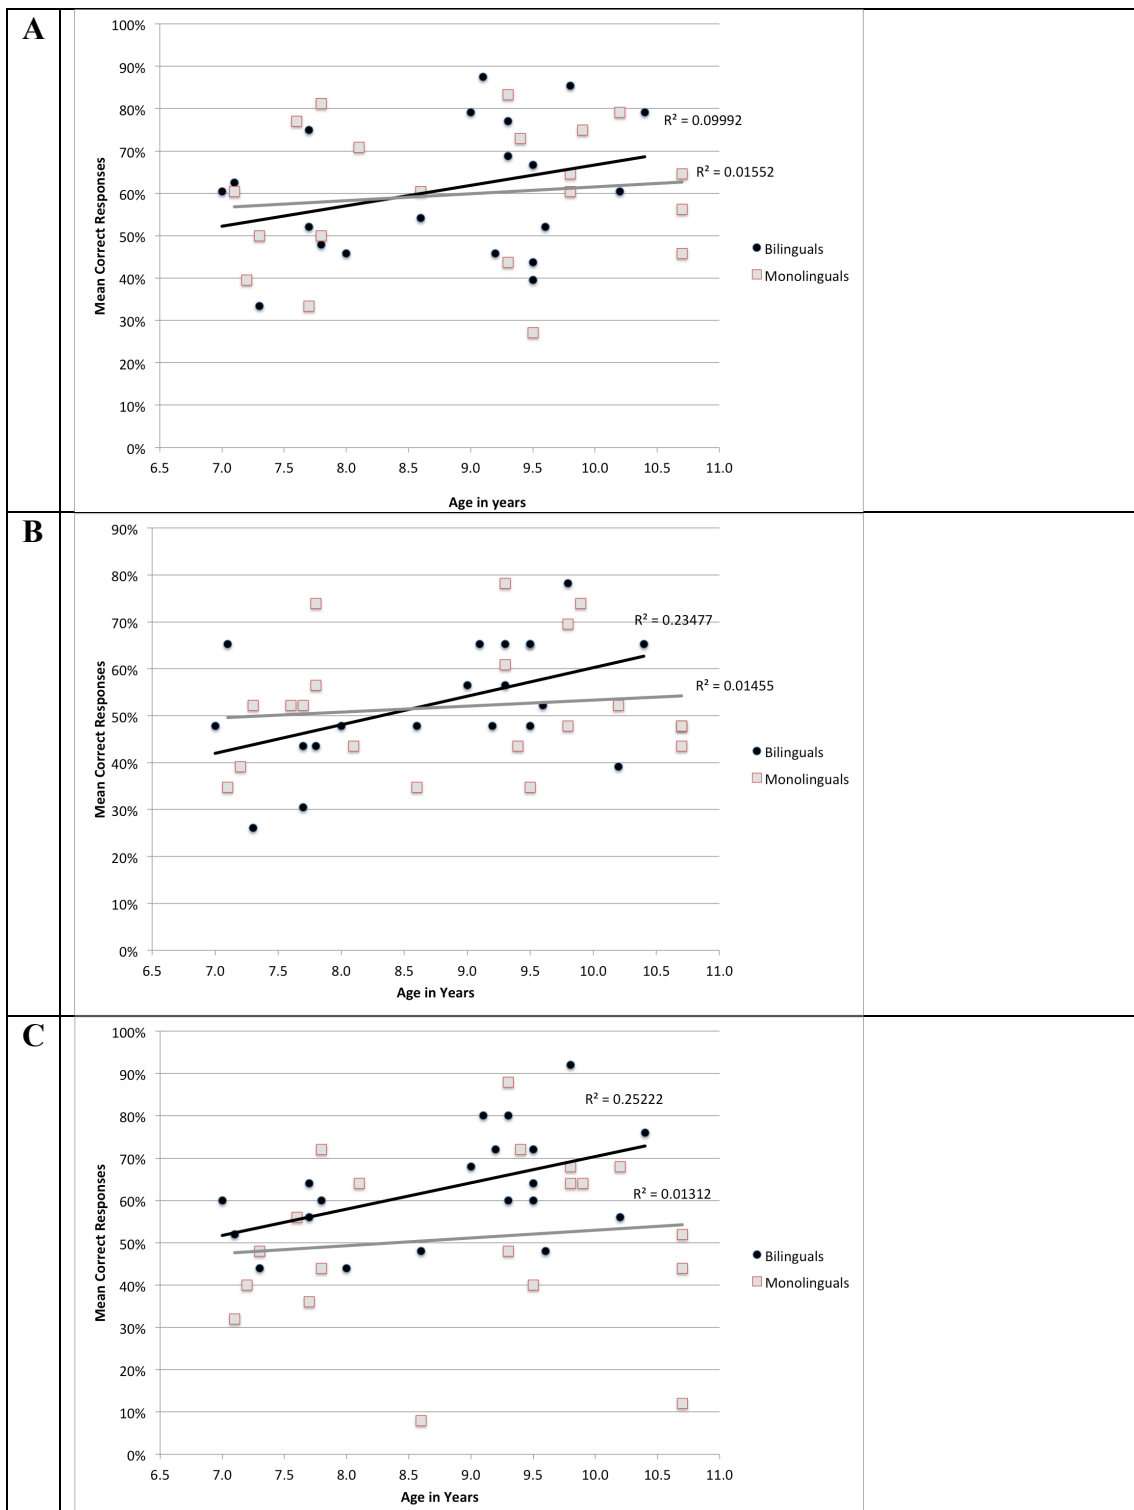 A
100%
90%
80%
70%
60%
50%
40%
30%
20%
10%
0%
Mean Correct Responses
R² = 0.09992
R² = 0.01552
Bilinguals
Monolinguals
6.5 7.0 7.5 8.0 8.5 9.0 9.5 10.0 10.5 11.0
Age in years
B
90%
80%
70%
60%
50%
40%
30%
20%
10%
0%
Mean Correct Responses
R² = 0.23477
R² = 0.01455
Bilinguals
Monolinguals
6.5 7.0 7.5 8.0 8.5 9.0 9.5 10.0 10.5 11.0
Age in Years
C
100%
90%
80%
70%
60%
50%
40%
30%
20%
10%
0%
Mean Correct Responses
R² = 0.25222
R² = 0.01312
Bilinguals
Monolinguals
6.5 7.0 7.5 8.0 8.5 9.0 9.5 10.0 10.5 11.0
Age in Years